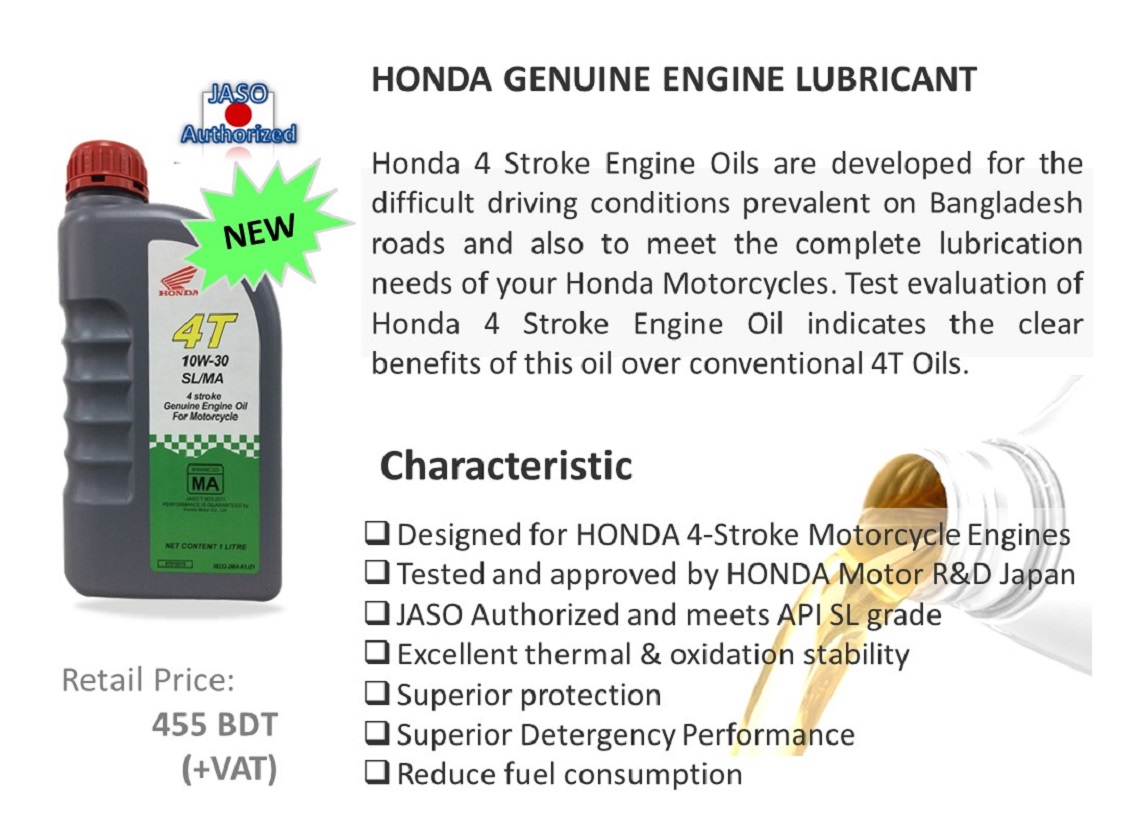 HONDA GENUINE ENGINE LUBRICANT
JASO
Authorized
NEW
Honda 4 Stroke Engine Oils are developed for the
difficult driving conditions prevalent on Bangladesh
roads and also to meet the complete lubrication
needs of your Honda Motorcycles. Test evaluation of
Honda 4 Stroke Engine Oil indicates the clear
benefits of this oil over conventional 4T Oils.
HONDA
4T
10W-30
SL/MA
4 stroke
Genuine Engine Oil
For Motorcycle
MA
PERFORMANCE IS GUARANTEED by
NET CONTENT 1 LITRE
Characteristic
❑ Designed for HONDA 4-Stroke Motorcycle Engines
❑ Tested and approved by HONDA Motor R&D Japan
❑ JASO Authorized and meets API SL grade
❑ Excellent thermal & oxidation stability
❑ Superior protection
❑ Superior Detergency Performance
❑ Reduce fuel consumption
Retail Price:
455 BDT
(+VAT)